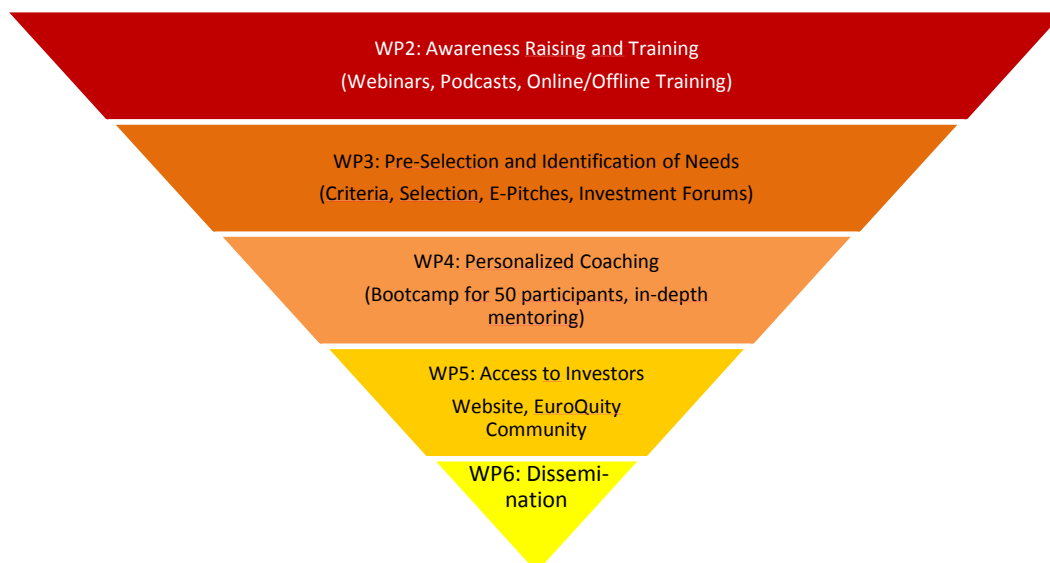 WP2: Awareness Raising and Training
(Webinars, Podcasts, Online/Offline Training)
WP3: Pre-Selection and Identification of Needs
(Criteria, Selection, E-Pitches, Investment Forums)
WP4: Personalized Coaching
(Bootcamp for 50 participants, in-depth
mentoring)
WP5: Access to Investors
Website, EuroQuity
Community
WP6: Dissemi-
nation